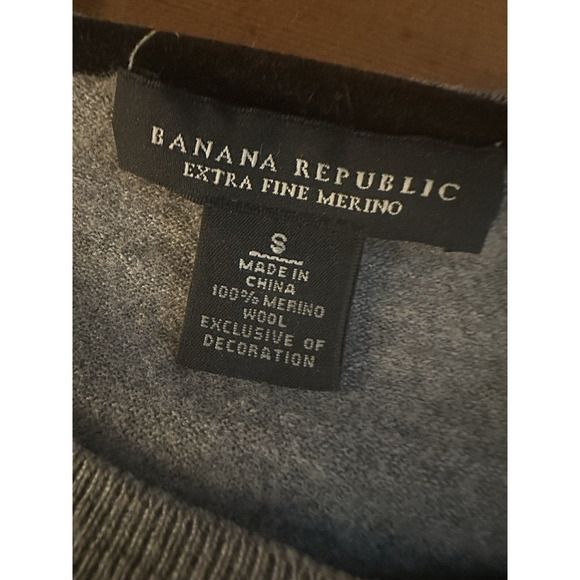 BANANA REPUBLIC
EXTRA FINE MERINO
S
MADE IN
CHINA
100% MERINO
WOOL
EXCLUSIVE OF
DECORATION